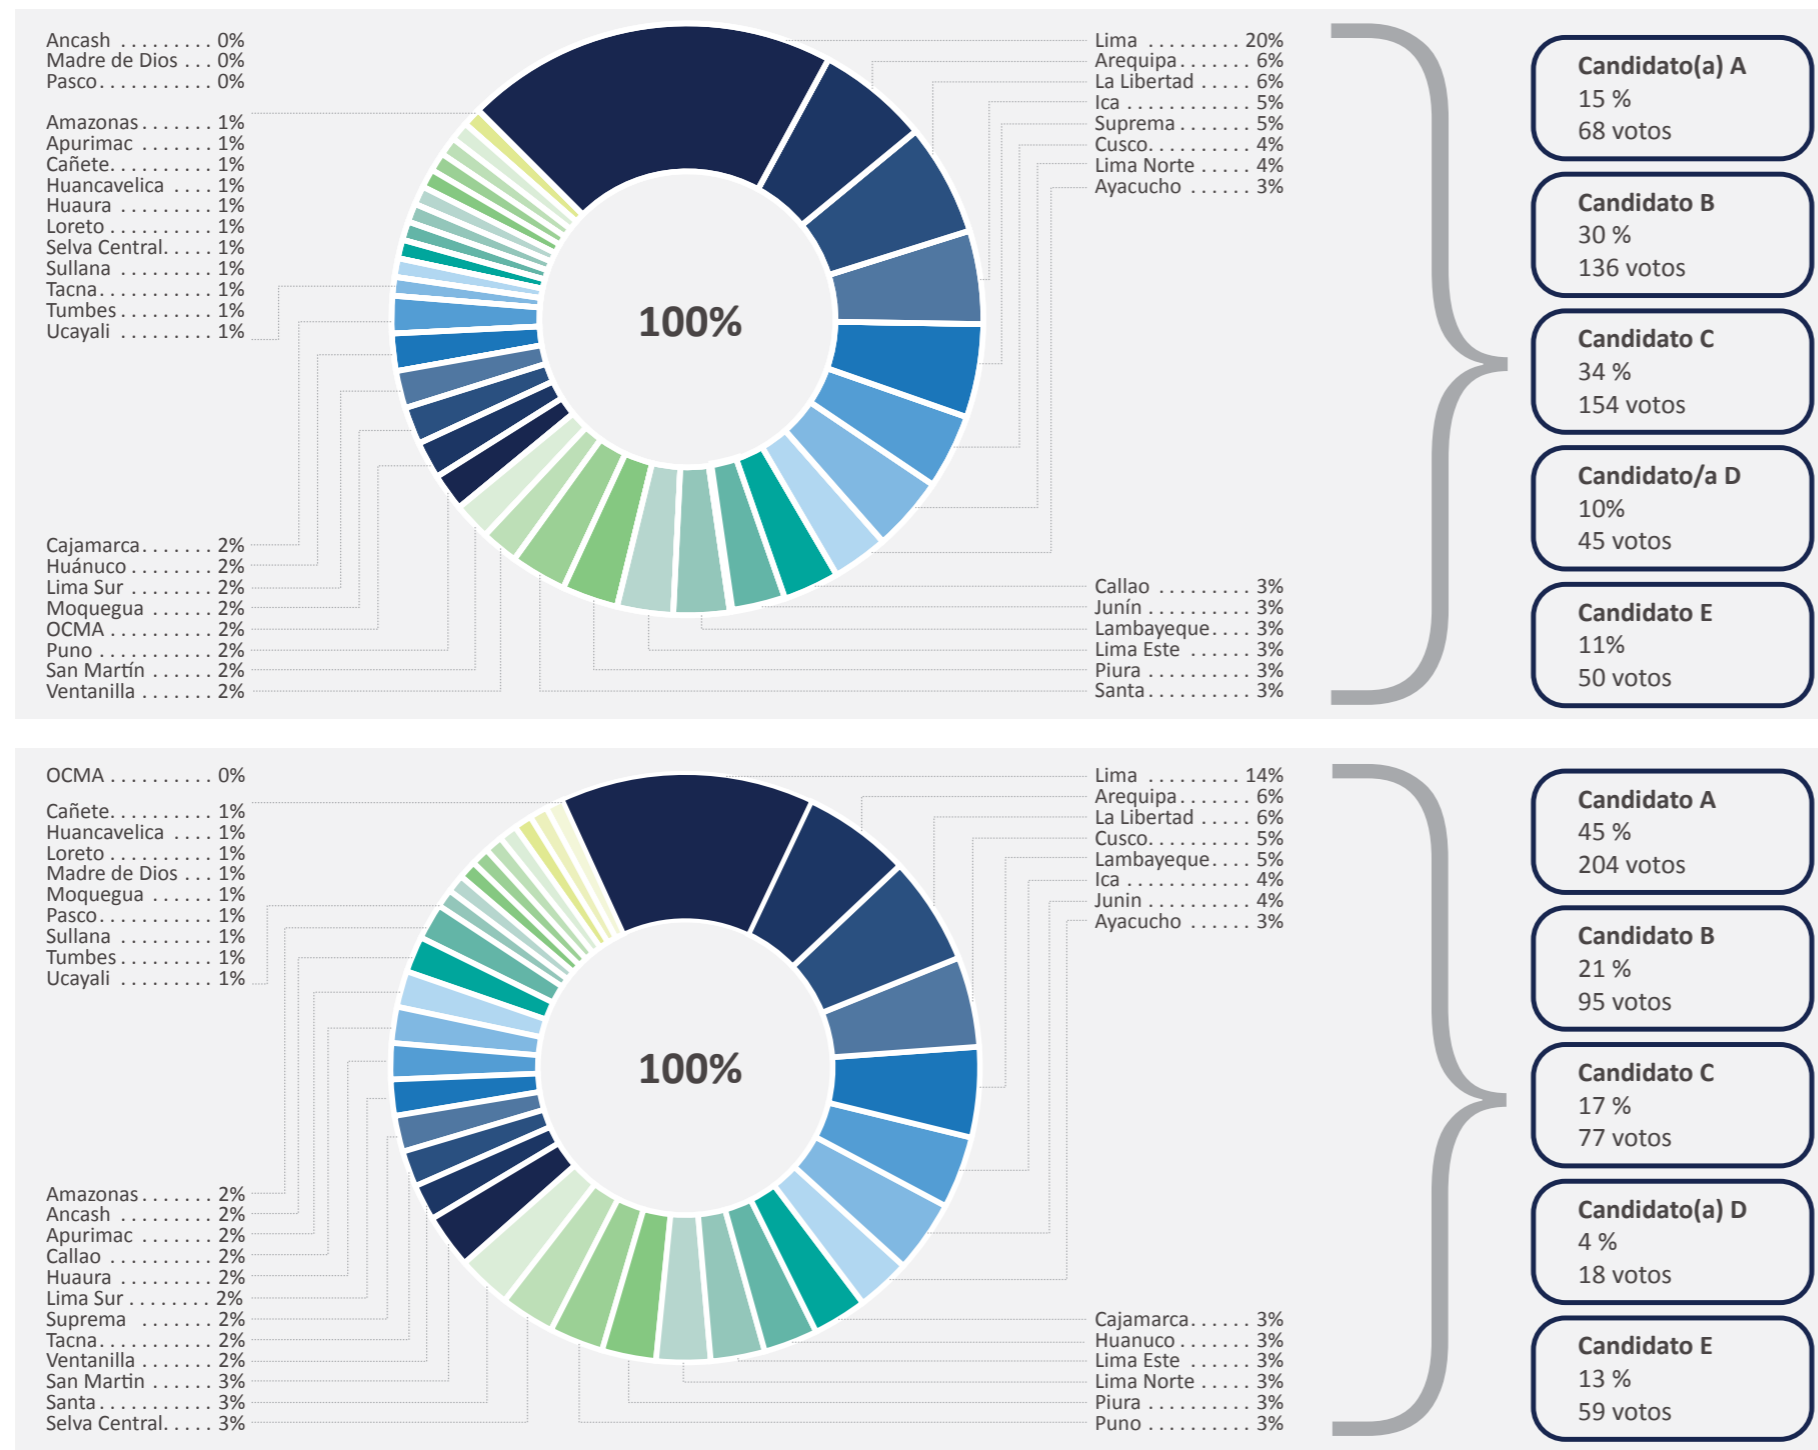 Ancash . . . . . . . . . 0%
Madre de Dios . . . 0%
Pasco. . . . . . . . . . . 0%
Amazonas . . . . . . . 1%
Apurimac . . . . . . . 1%
Cañete. . . . . . . . . . 1%
Huancavelica . . . . 1%
Huaura . . . . . . . . . 1%
Loreto . . . . . . . . . . 1%
Selva Central. . . . . 1%
Sullana . . . . . . . . . 1%
Tacna. . . . . . . . . . . 1%
Tumbes . . . . . . . . . 1%
Ucayali . . . . . . . . . 1%
Cajamarca. . . . . . . 2%
Huánuco . . . . . . . . 2%
Lima Sur . . . . . . . . 2%
Moquegua . . . . . . 2%
OCMA . . . . . . . . . . 2%
Puno . . . . . . . . . . . 2%
San Martín . . . . . . 2%
Ventanilla . . . . . . . 2%
100%
Lima . . . . . . . . . 20%
Arequipa. . . . . . . 6%
La Libertad . . . . . 6%
Ica . . . . . . . . . . . . 5%
Suprema . . . . . . . 5%
Cusco. . . . . . . . . . 4%
Lima Norte . . . . . 4%
Ayacucho . . . . . . 3%
Callao . . . . . . . . . 3%
Junín . . . . . . . . . . 3%
Lambayeque. . . . 3%
Lima Este . . . . . . 3%
Piura . . . . . . . . . . 3%
Santa. . . . . . . . . . 3%
Candidato(a) A
15 %
68 votos
Candidato B
30 %
136 votos
Candidato C
34 %
154 votos
Candidato/a D
10%
45 votos
Candidato E
11%
50 votos
OCMA . . . . . . . . . . 0%
Cañete. . . . . . . . . . 1%
Huancavelica . . . . 1%
Loreto . . . . . . . . . . 1%
Madre de Dios . . . 1%
Moquegua . . . . . . 1%
Pasco. . . . . . . . . . . 1%
Sullana . . . . . . . . . 1%
Tumbes . . . . . . . . . 1%
Ucayali . . . . . . . . . 1%
Amazonas . . . . . . . 2%
Ancash . . . . . . . . . 2%
Apurimac . . . . . . . 2%
Callao . . . . . . . . . . 2%
Huaura . . . . . . . . . 2%
Lima Sur . . . . . . . . 2%
Suprema . . . . . . . . 2%
Tacna. . . . . . . . . . . 2%
Ventanilla . . . . . . . 2%
San Martín . . . . . . 3%
Santa. . . . . . . . . . . 3%
Selva Central. . . . . 3%
100%
Lima . . . . . . . . . 14%
Arequipa. . . . . . . 6%
La Libertad . . . . . 6%
Cusco. . . . . . . . . . 5%
Lambayeque. . . . 5%
Ica . . . . . . . . . . . . 4%
Junin . . . . . . . . . . 4%
Ayacucho . . . . . . 3%
Cajamarca. . . . . . 3%
Huanuco . . . . . . . 3%
Lima Este . . . . . . 3%
Lima Norte . . . . . 3%
Piura . . . . . . . . . . 3%
Puno . . . . . . . . . . 3%
Candidato A
45 %
204 votos
Candidato B
21 %
95 votos
Candidato C
17 %
77 votos
Candidato(a) D
4 %
18 votos
Candidato E
13 %
59 votos